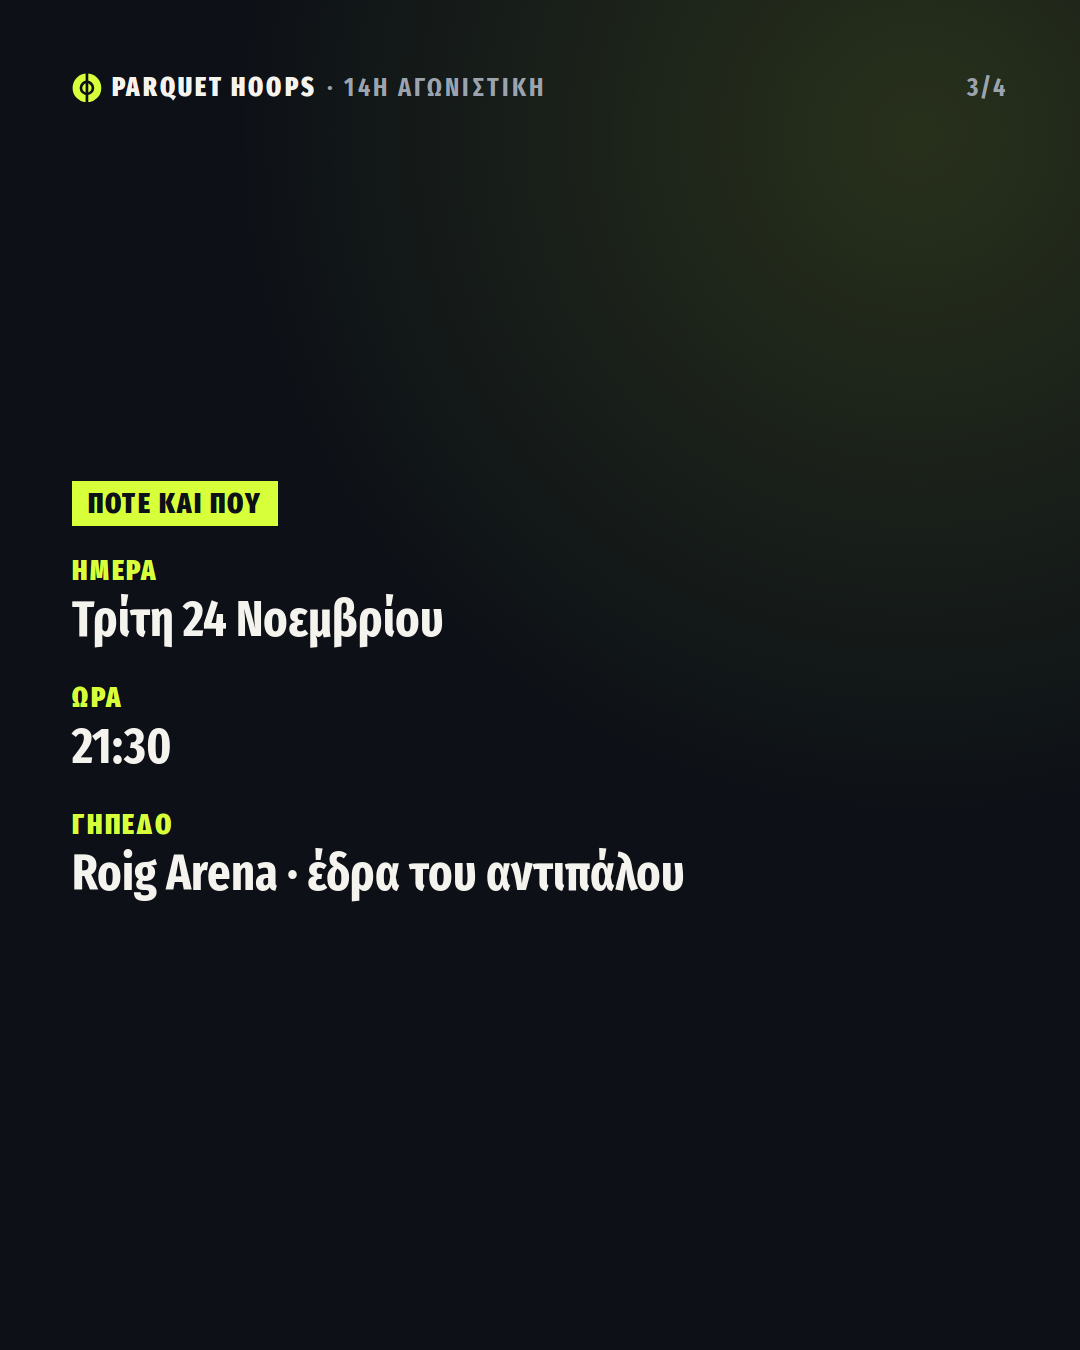 PARQUET HOOPS · 14Η ΑΓΩΝΙΣΤΙΚΗ 3/4
ΠΟΤΕ ΚΑΙ ΠΟΥ
ΗΜΕΡΑ
Τρίτη 24 Νοεμβρίου
ΩΡΑ
21:30
ΓΗΠΕΔΟ
Roig Arena · έδρα του αντιπάλου